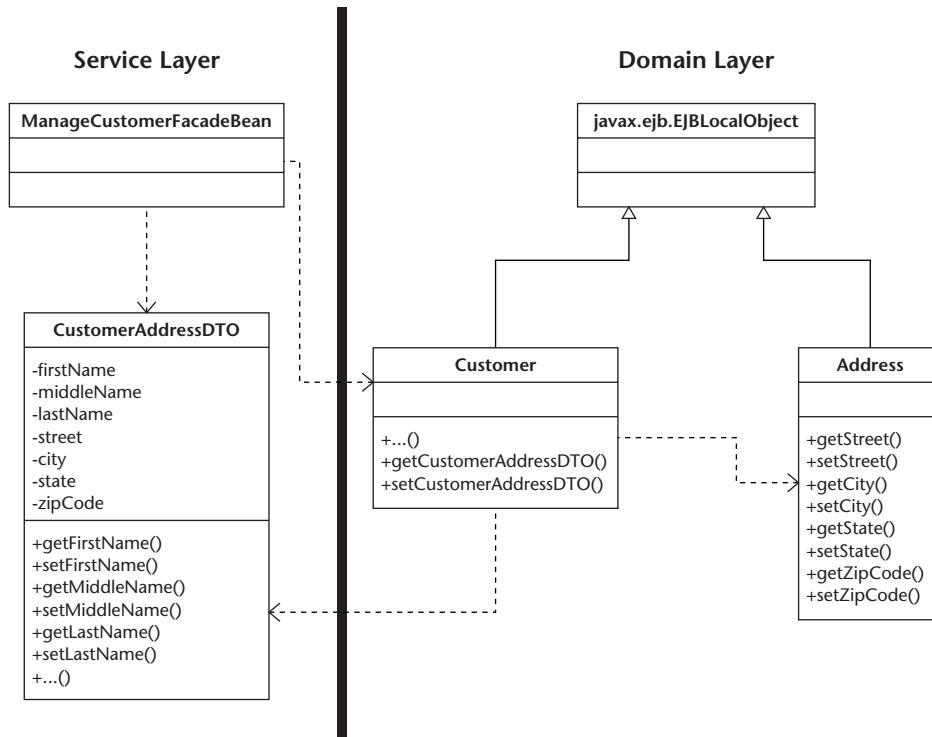 Service Layer
ManageCustomerFacadeBean
CustomerAddressDTO
-firstName
-middleName
-lastName
-street
-city
-state
-zipCode
+getFirstName()
+setFirstName()
+getMiddleName()
+setMiddleName()
+getLastName()
+setLastName()
+...()
Domain Layer
javax.ejb.EJBLocalObject
Customer
+...()
+getCustomerAddressDTO()
+setCustomerAddressDTO()
Address
+getStreet()
+setStreet()
+getCity()
+setCity()
+getState()
+setState()
+getZipCode()
+setZipCode()